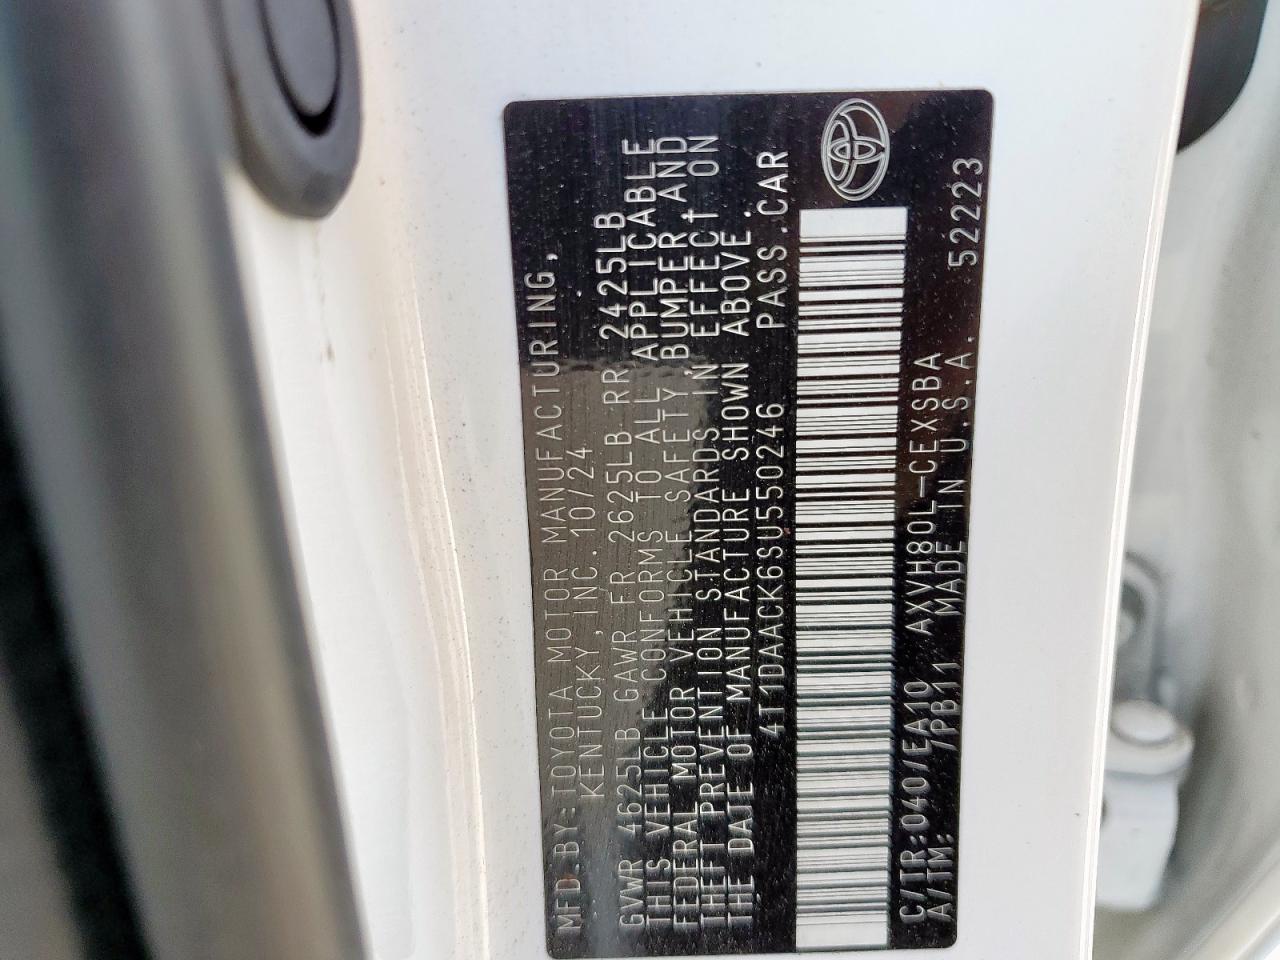 MFD.BY:TOYOTA MOTOR MANUFACTURING,
KENTUCKY, INC. 10/24
GVWR 4625LB GAWR FR 2625LB RR 2425LB
THIS VEHICLE CONFORMS TO ALL APPLICABLE
FEDERAL MOTOR VEHICLE SAFETY, BUMPER, AND
THEFT PREVENTION STANDARDS IN EFFECT ON
THE DATE OF MANUFACTURE SHOWN ABOVE.
4T1DAACK6SU550246 PASS.CAR
C/TR:040/EA10 AXVH80L-CEXSBA
A/TM: /PB11 MADE IN U.S.A. 52223